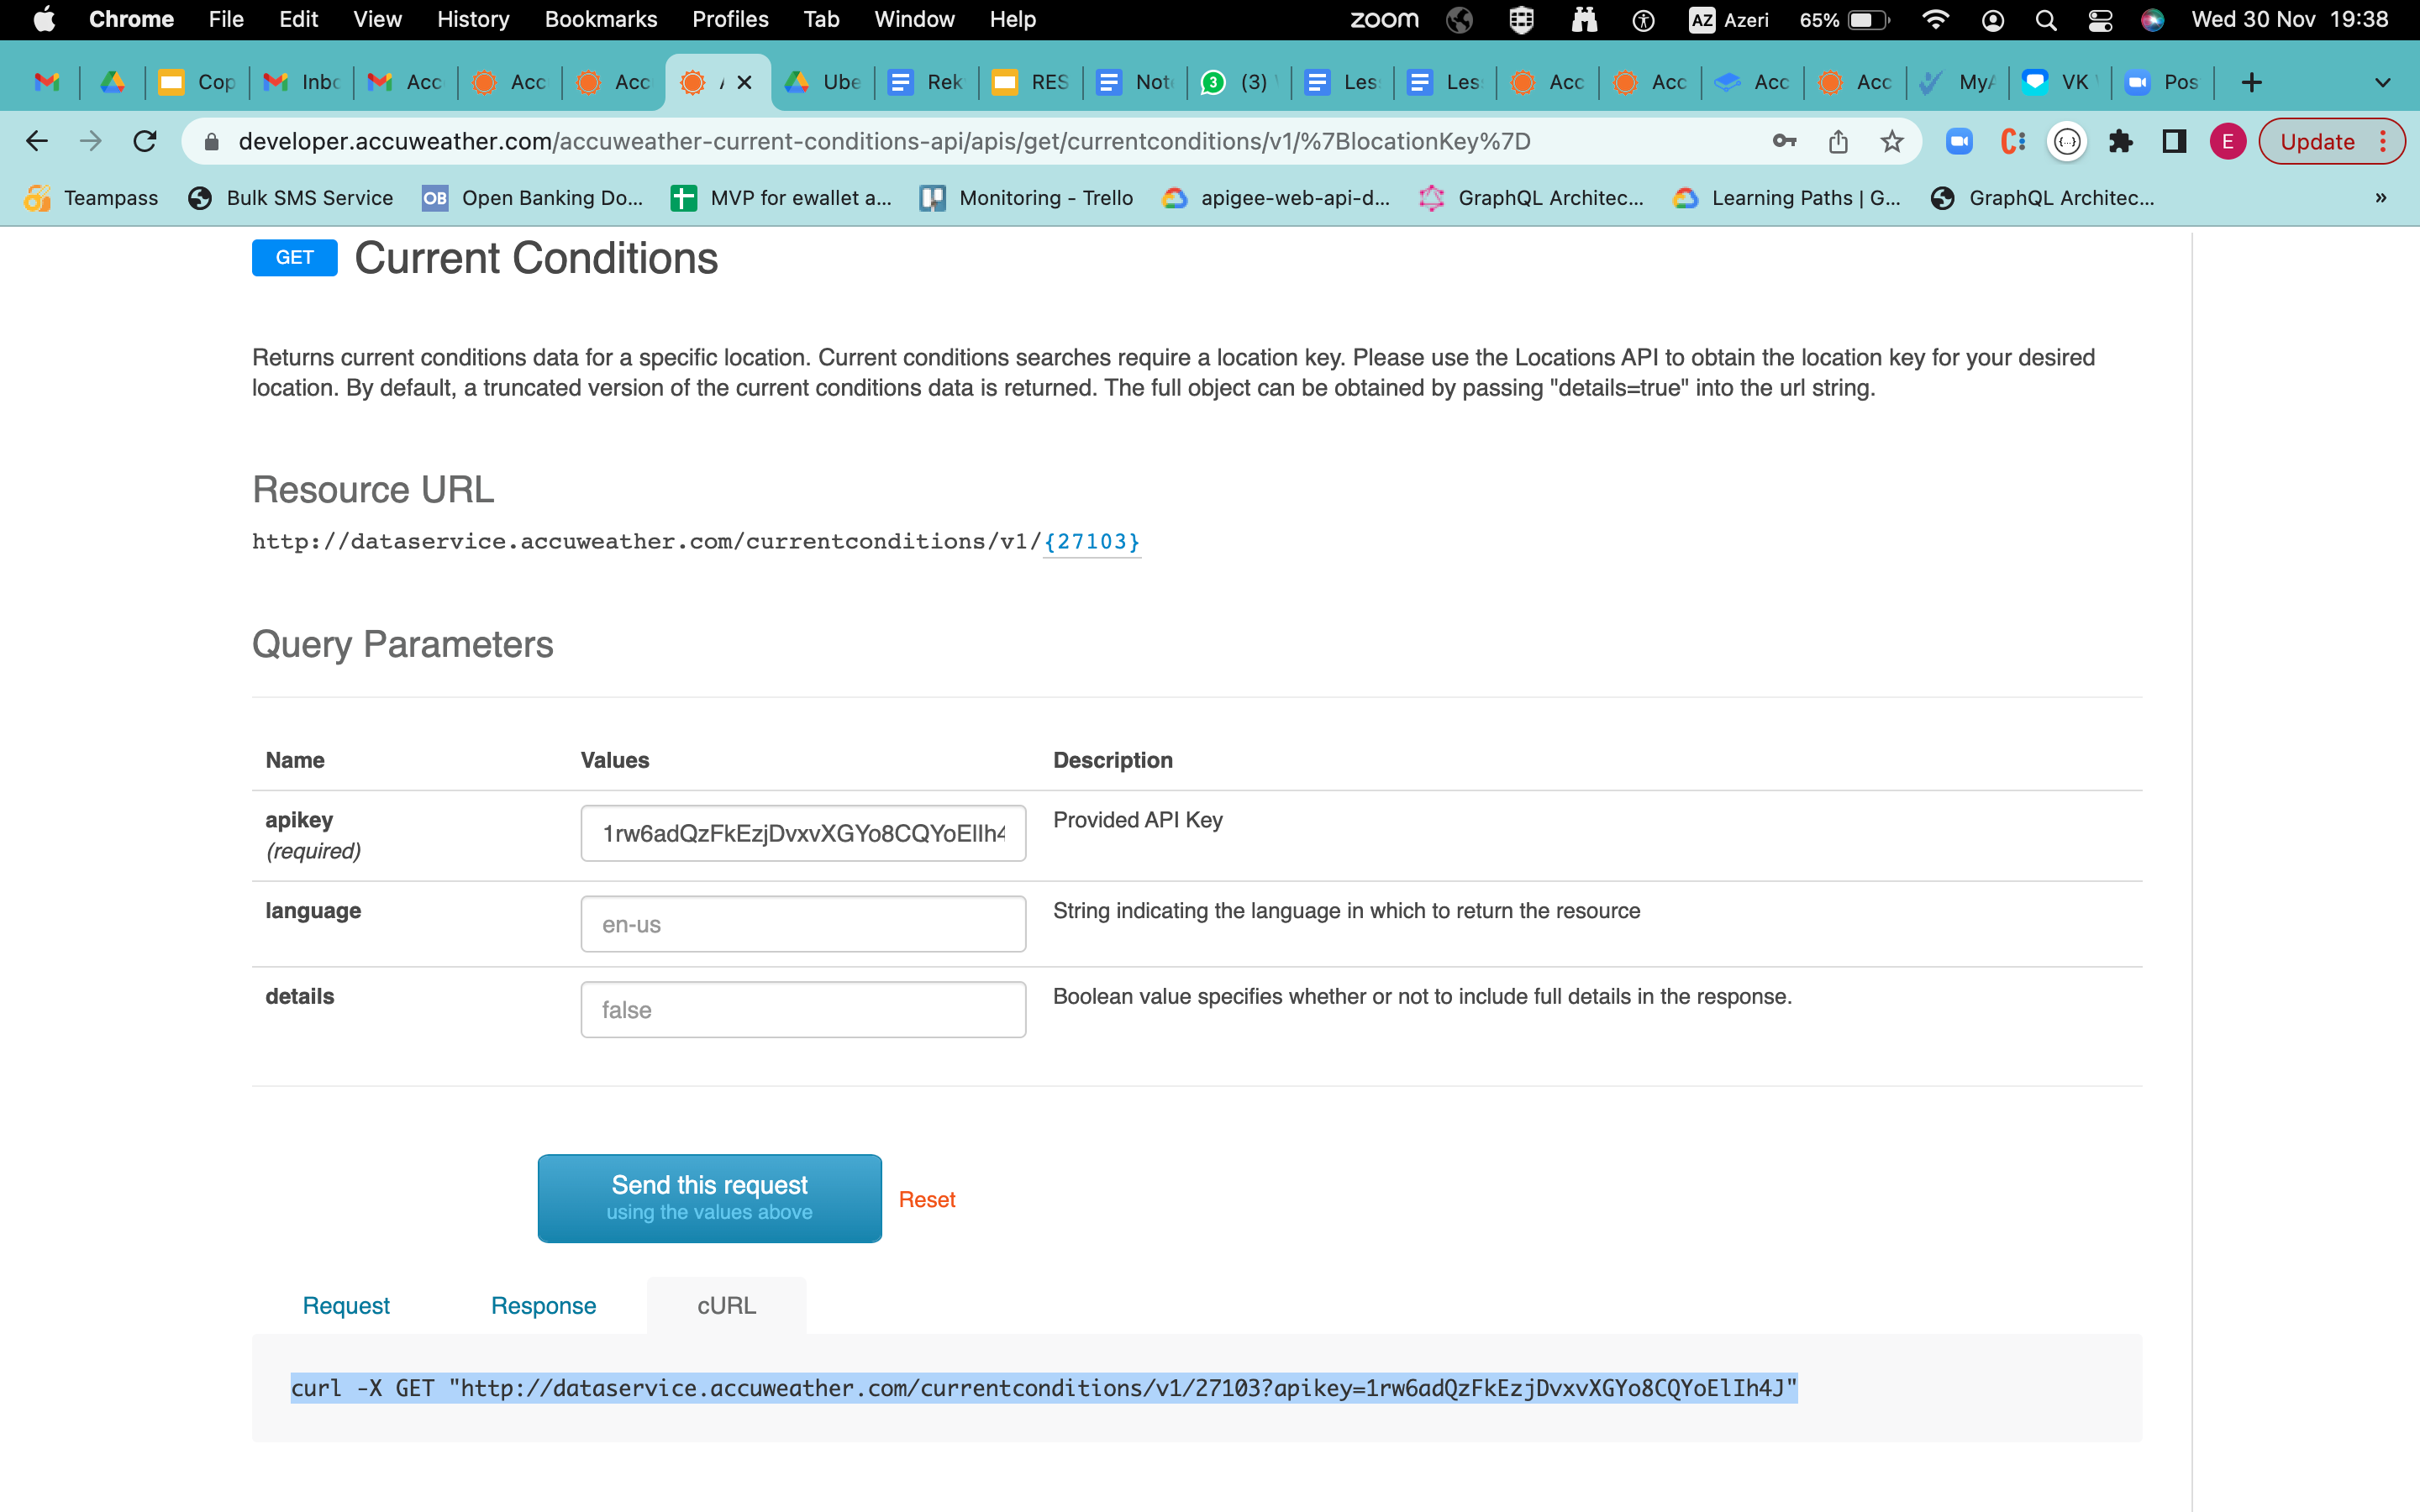 Chrome File Edit View History Bookmarks Profiles Tab Window Help zoom AZ Azeri 65% Wed 30 Nov 19:38
Cop Inbc Acc Acc Acc Ube Rek RES Not 3 (3) Les Les Acc Acc Acc Acc MyA VK Pos
developer.accuweather.com/accuweather-current-conditions-api/apis/get/currentconditions/v1/%7BlocationKey%7D E Update
Teampass Bulk SMS Service OB Open Banking Do... MVP for ewallet a... Monitoring - Trello apigee-web-api-d... GraphQL Architec... Learning Paths | G... GraphQL Architec... »
GET Current Conditions
Returns current conditions data for a specific location. Current conditions searches require a location key. Please use the Locations API to obtain the location key for your desired
location. By default, a truncated version of the current conditions data is returned. The full object can be obtained by passing "details=true" into the url string.
Resource URL
http://dataservice.accuweather.com/currentconditions/v1/{27103}
Query Parameters
Name Values Description
apikey 1rw6adQzFkEzjDvxvXGYo8CQYoElIh4 Provided API Key
(required)
language en-us String indicating the language in which to return the resource
details false Boolean value specifies whether or not to include full details in the response.
Send this request Reset
using the values above
Request Response cURL
curl -X GET "http://dataservice.accuweather.com/currentconditions/v1/27103?apikey=1rw6adQzFkEzjDvxvXGYo8CQYoElIh4J"